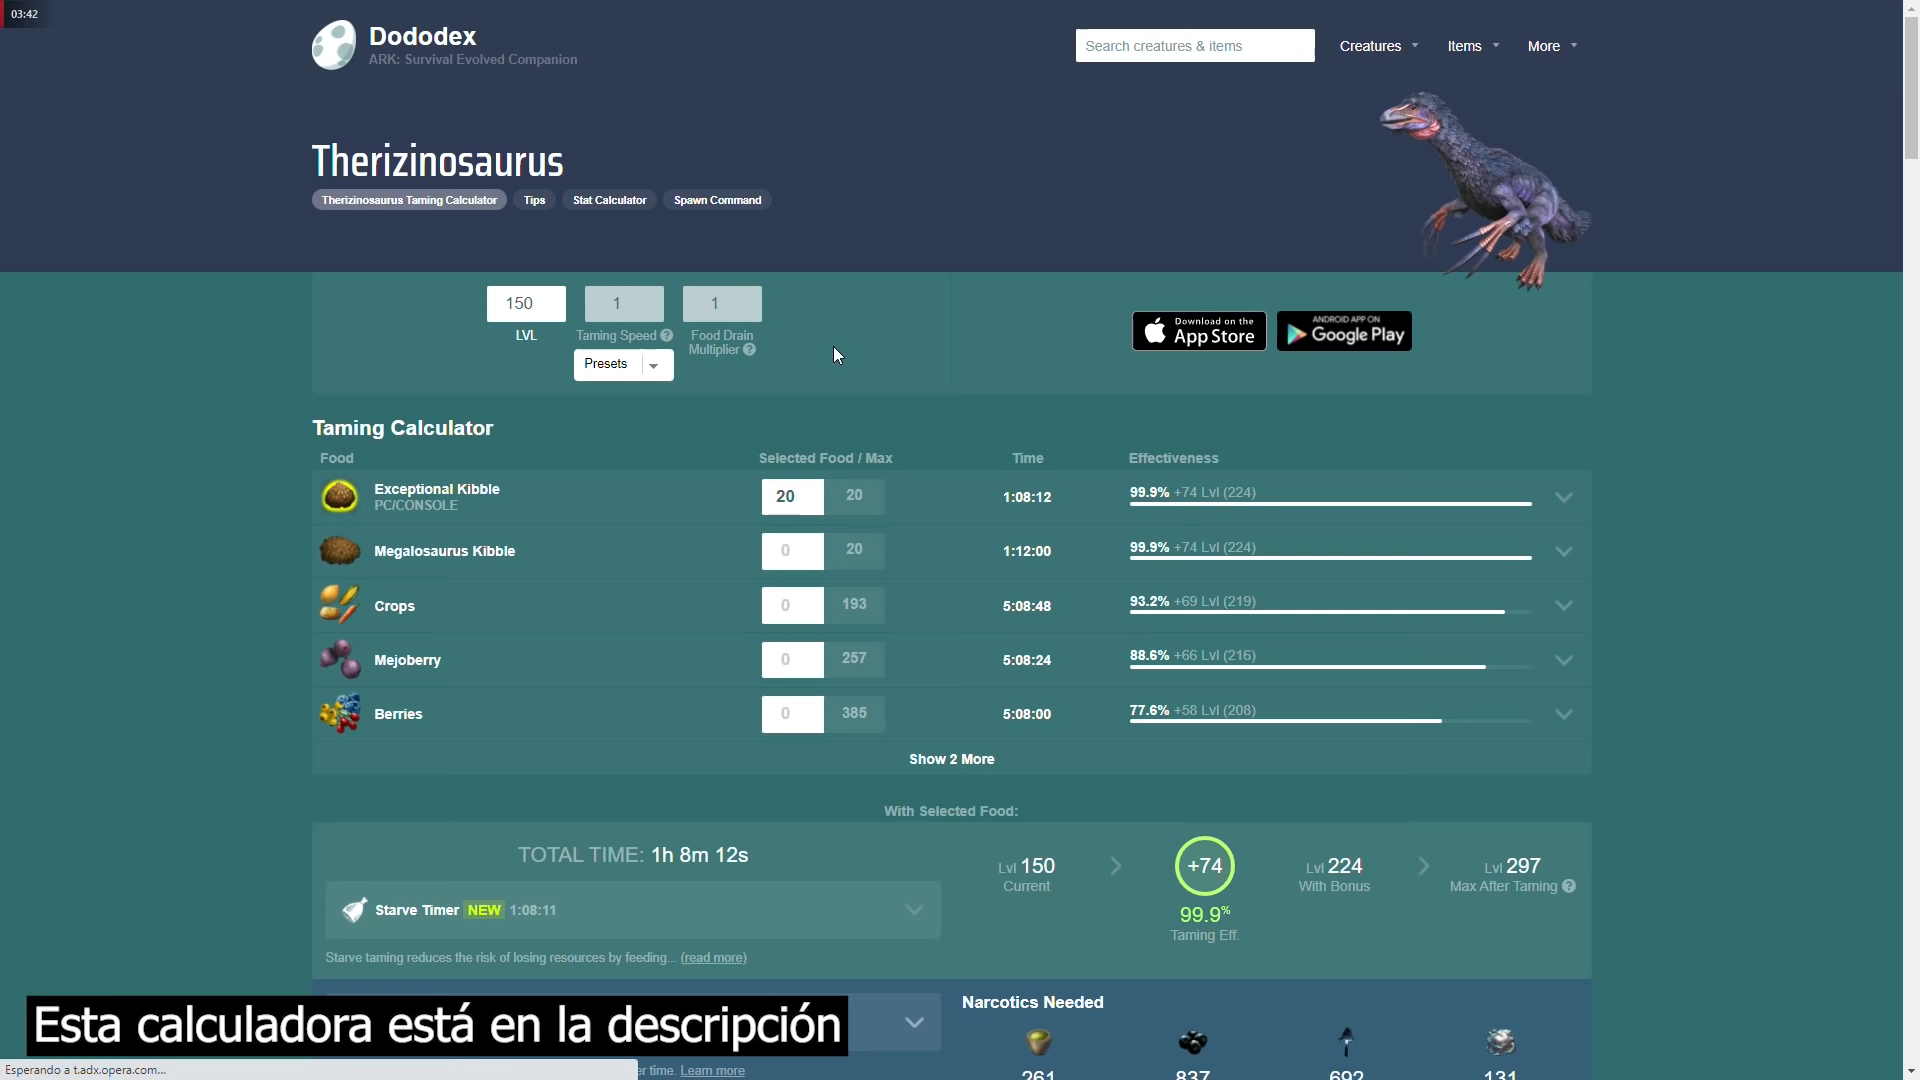 03:42
Dododex
ARK: Survival Evolved Companion
Search creatures & items
Creatures
Items
More
Therizinosaurus
Therizinosaurus Taming Calculator
Tips
Stat Calculator
Spawn Command
150
1
1
LVL
Taming Speed ?
Food Drain
Multiplier ?
Presets
Download on the
App Store
ANDROID APP ON
Google Play
Taming Calculator
Food
Selected Food / Max
Time
Effectiveness
Exceptional Kibble
PC/CONSOLE
20
20
1:08:12
99.9% +74 Lvl (224)
Megalosaurus Kibble
0
20
1:12:00
99.9% +74 Lvl (224)
Crops
0
193
5:08:48
93.2% +69 Lvl (219)
Mejoberry
0
257
5:08:24
88.6% +66 Lvl (216)
Berries
0
385
5:08:00
77.6% +58 Lvl (208)
Show 2 More
With Selected Food:
TOTAL TIME: 1h 8m 12s
Starve Timer NEW 1:08:11
Starve taming reduces the risk of losing resources by feeding... (read more)
Lvl 150
Current
+74
99.9%
Taming Eff.
Lvl 224
With Bonus
Lvl 297
Max After Taming ?
Narcotics Needed
261
837
692
131
Esta calculadora está en la descripción
er time. Learn more
Esperando a t.adx.opera.com...